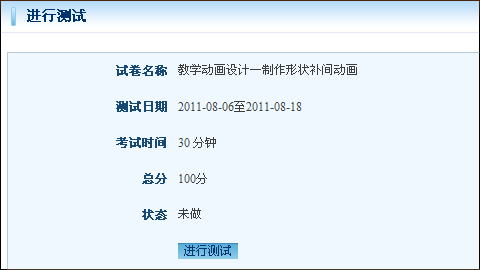 进行测试
试卷名称 教学动画设计—制作形状补间动画
测试日期 2011-08-06至2011-08-18
考试时间 30 分钟
总分 100分
状态 未做
进行测试